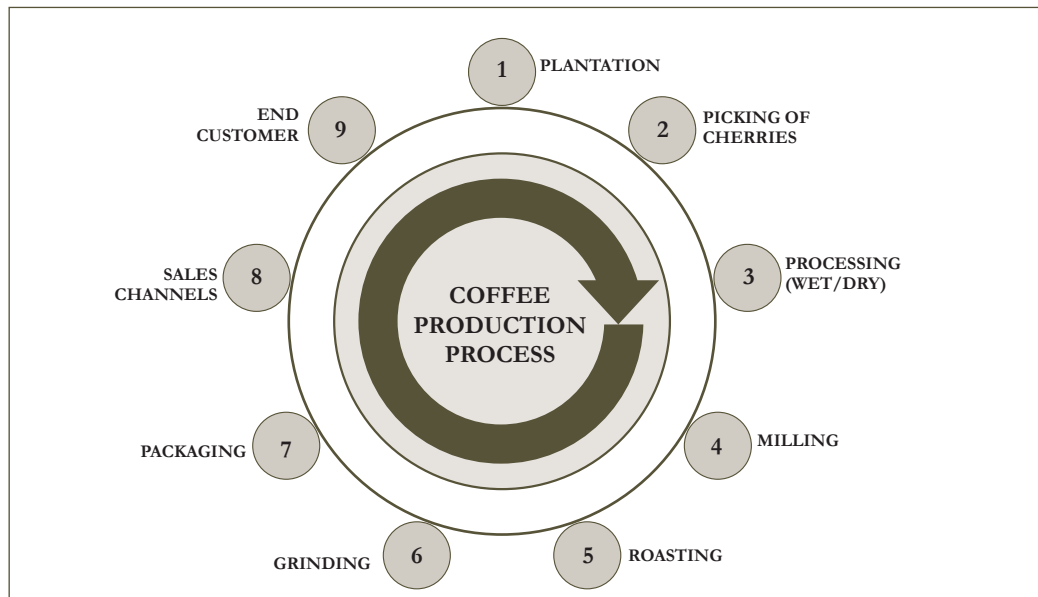 1
PLANTATION
2
PICKING OF
CHERRIES
3
PROCESSING
(WET/DRY)
4
MILLING
5
ROASTING
6
GRINDING
7
PACKAGING
8
SALES
CHANNELS
9
END
CUSTOMER
COFFEE
PRODUCTION
PROCESS